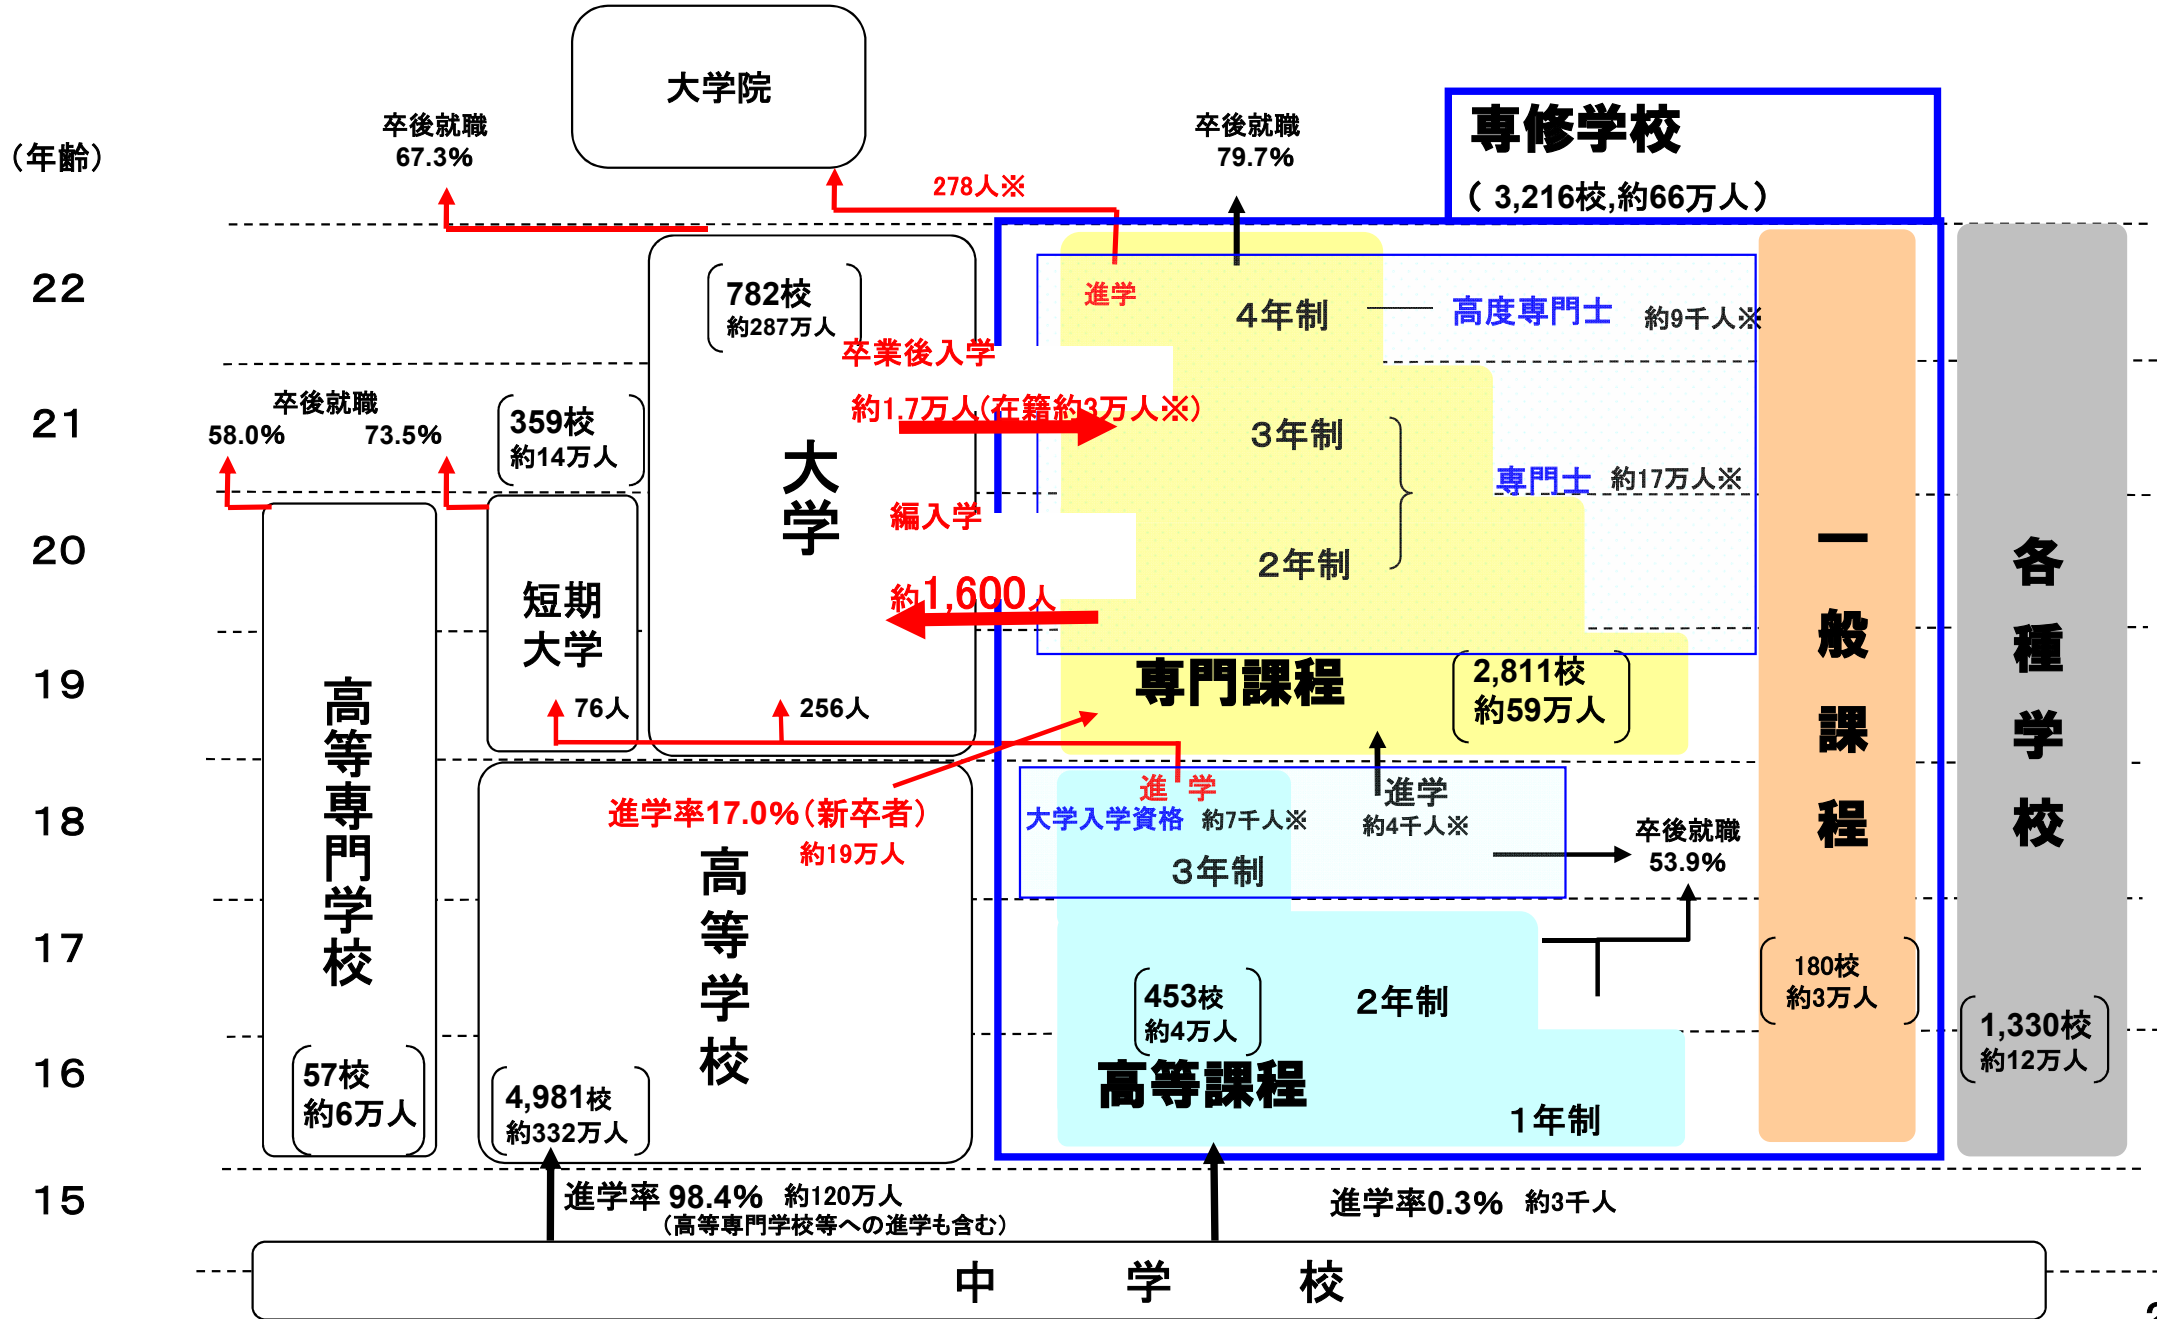 大学院
（年齢）
卒後就職
67.3%
278人※
卒後就職
79.7%
専修学校
（ 3,216校,約66万人）
22
782校
約287万人
進学
４年制
高度専門士 約9千人※
卒業後入学
約1.7万人(在籍約3万人※)
21
卒後就職
58.0% 73.5%
359校
約14万人
３年制
専門士 約17万人※
大学
編入学
約1,600人
20
短期
大学
２年制
19
76人
256人
専門課程
2,811校
約59万人
一般課程
各種学校
高等専門学校
18
進学率17.0%（新卒者）
約19万人
進 学
大学入学資格 約7千人※
進学
約4千人※
３年制
卒後就職
53.9%
高等学校
17
453校
約4万人
２年制
180校
約3万人
1,330校
約12万人
16
57校
約6万人
4,981校
約332万人
高等課程
１年制
15
進学率 98.4% 約120万人
（高等専門学校等への進学も含む）
進学率0.3% 約3千人
中 学 校